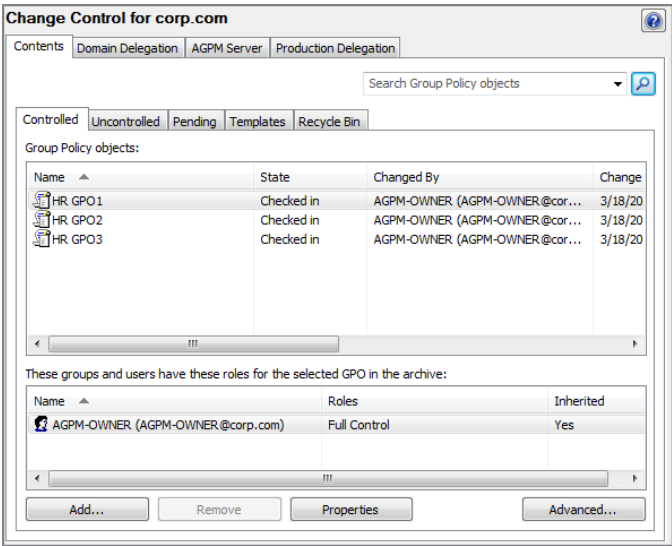 Change Control for corp.com
Contents Domain Delegation AGPM Server Production Delegation
Search Group Policy objects
Controlled Uncontrolled Pending Templates Recycle Bin
Group Policy objects:
Name State Changed By Change
HR GPO1 Checked in AGPM-OWNER (AGPM-OWNER@cor... 3/18/20
HR GPO2 Checked in AGPM-OWNER (AGPM-OWNER@cor... 3/18/20
HR GPO3 Checked in AGPM-OWNER (AGPM-OWNER@cor... 3/18/20
These groups and users have these roles for the selected GPO in the archive:
Name Roles Inherited
AGPM-OWNER (AGPM-OWNER@corp.com) Full Control Yes
Add... Remove Properties Advanced...